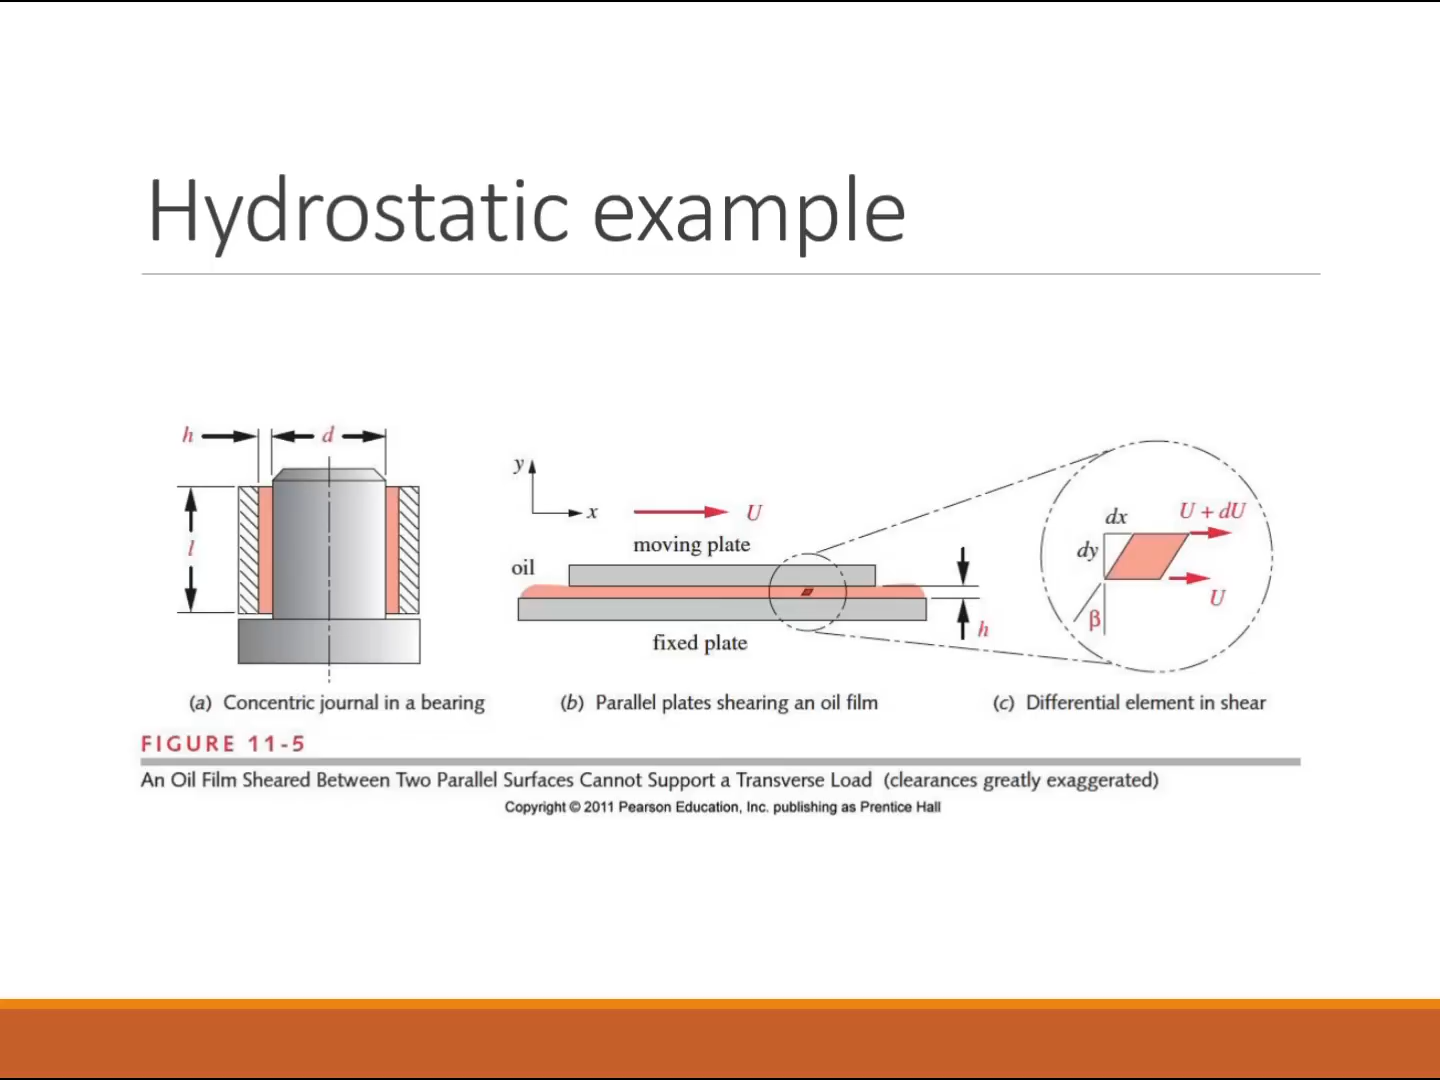 Hydrostatic example
h
d
l
y
x
U
moving plate
oil
fixed plate
h
dx
U + dU
dy
U
β
(a) Concentric journal in a bearing
(b) Parallel plates shearing an oil film
(c) Differential element in shear
FIGURE 11-5
An Oil Film Sheared Between Two Parallel Surfaces Cannot Support a Transverse Load (clearances greatly exaggerated)
Copyright © 2011 Pearson Education, Inc. publishing as Prentice Hall